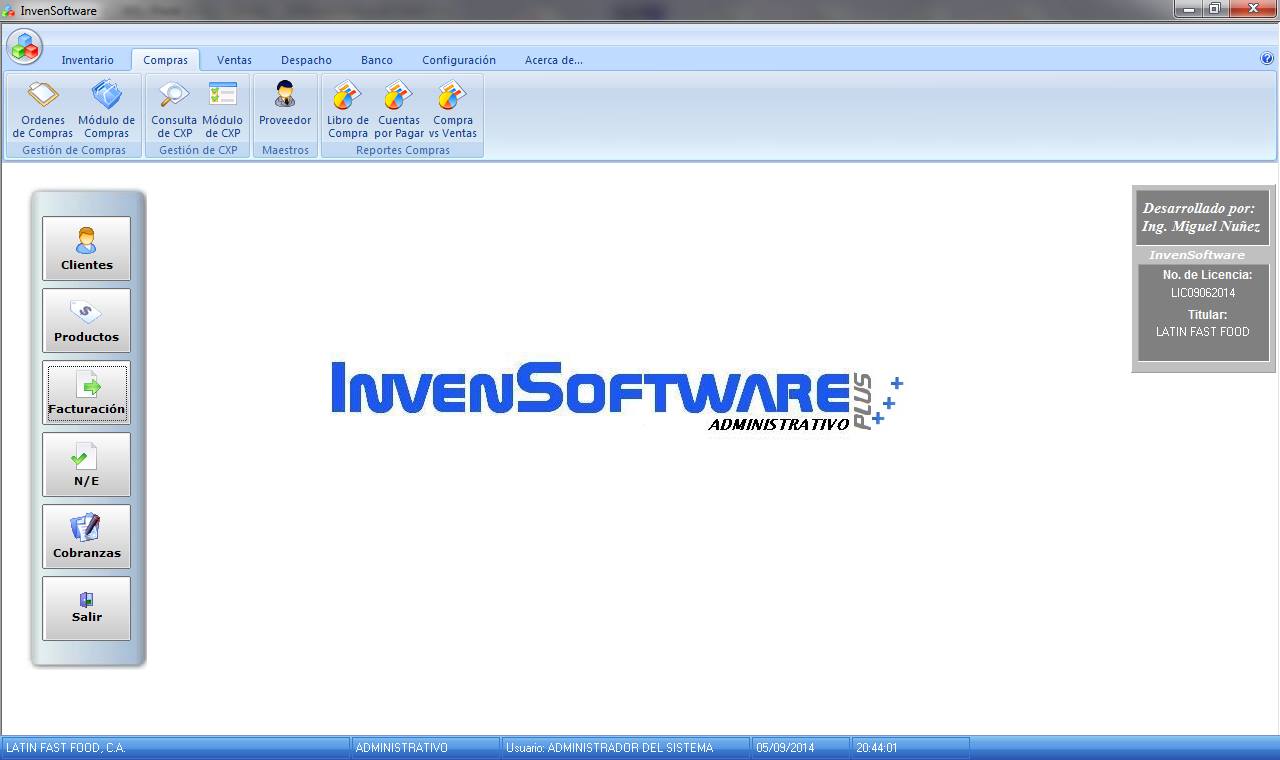 InvenSoftware
Inventario Compras Ventas Despacho Banco Configuración Acerca de...
Ordenes de Compras
Módulo de Compras
Gestión de Compras
Consulta de CXP
Módulo de CXP
Gestión de CXP
Proveedor
Maestros
Libro de Compra
Cuentas por Pagar
Compra vs Ventas
Reportes Compras
Clientes
Productos
Facturación
N/E
Cobranzas
Salir
INVENSOFTWARE PLUS
ADMINISTRATIVO
Desarrollado por:
Ing. Miguel Nuñez
InvenSoftware
No. de Licencia:
LIC09062014
Titular:
LATIN FAST FOOD
LATIN FAST FOOD, C.A. ADMINISTRATIVO Usuario: ADMINISTRADOR DEL SISTEMA 05/09/2014 20:44:01